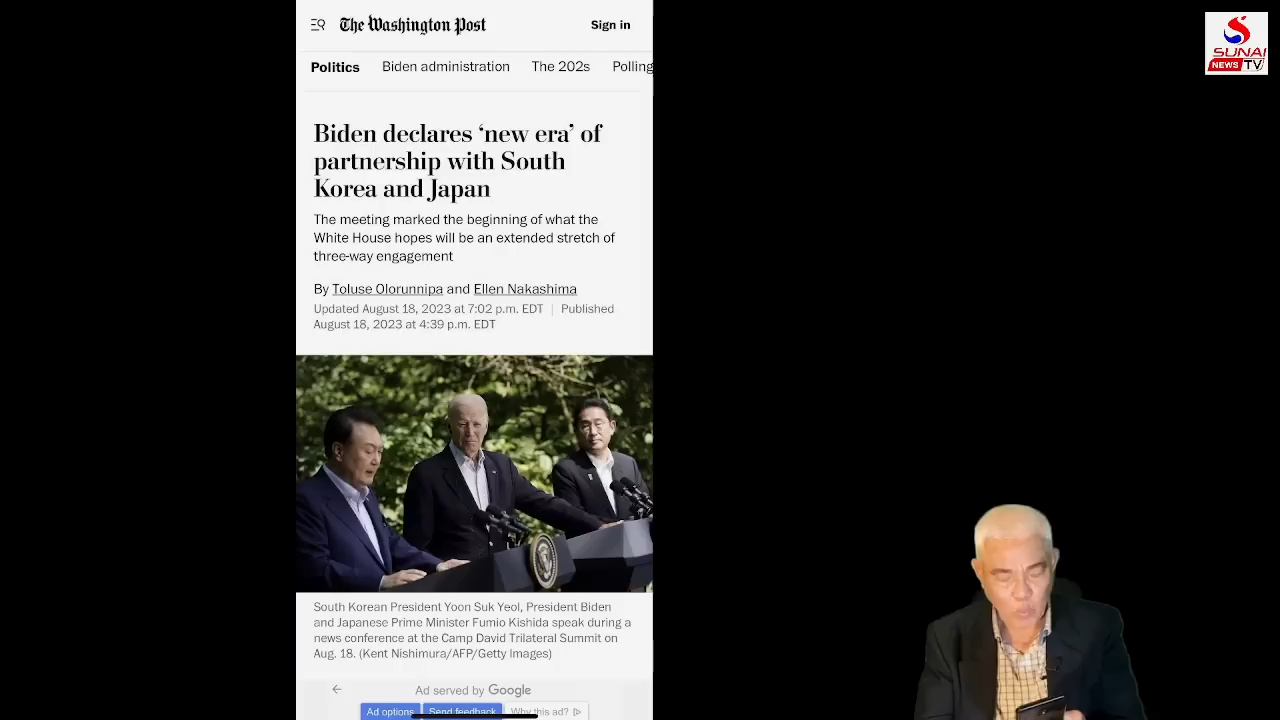 The Washington Post
Sign in
SUNAI
NEWS TV
Politics
Biden administration
The 202s
Polling
Biden declares ‘new era’ of
partnership with South
Korea and Japan
The meeting marked the beginning of what the
White House hopes will be an extended stretch of
three-way engagement
By Toluse Olorunnipa and Ellen Nakashima
Updated August 18, 2023 at 7:02 p.m. EDT | Published
August 18, 2023 at 4:39 p.m. EDT
South Korean President Yoon Suk Yeol, President Biden
and Japanese Prime Minister Fumio Kishida speak during a
news conference at the Camp David Trilateral Summit on
Aug. 18. (Kent Nishimura/AFP/Getty Images)
Ad served by Google
Ad options
Send feedback
Why this ad?